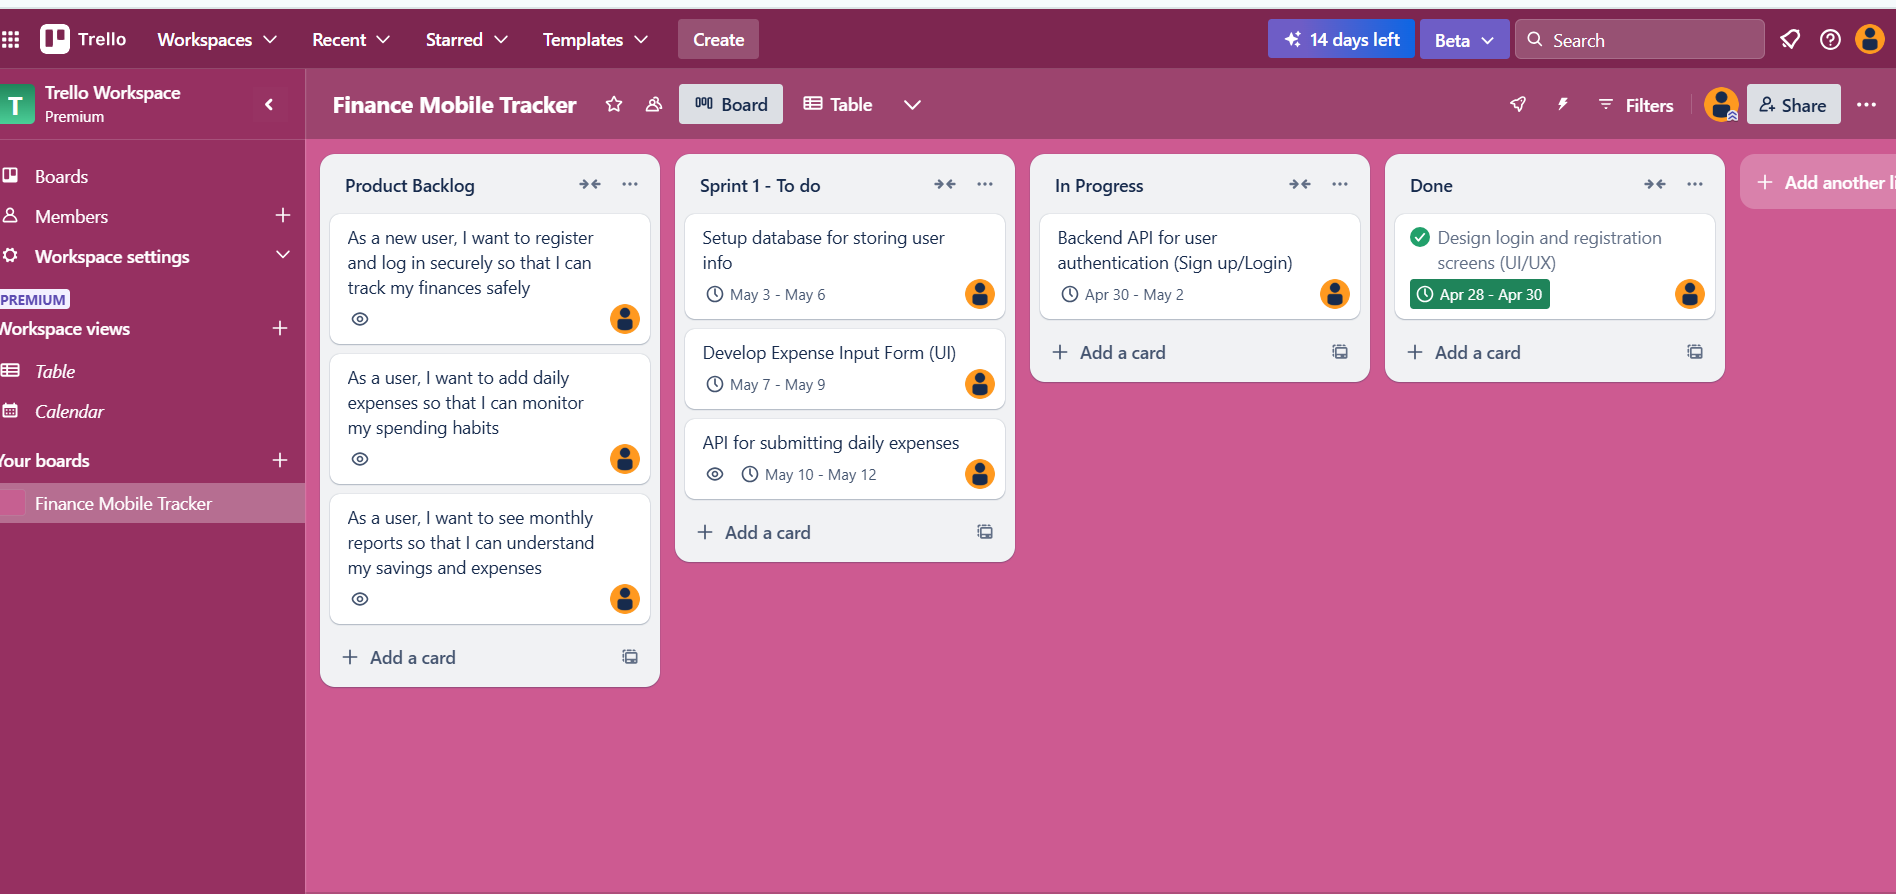 Trello
Workspaces
Recent
Starred
Templates
Create
14 days left
Beta
Search
T
Trello Workspace
Premium
Finance Mobile Tracker
Board
Table
Filters
Share
Boards
Members
Workspace settings
PREMIUM
Workspace views
Table
Calendar
Your boards
Finance Mobile Tracker
Product Backlog
As a new user, I want to register
and log in securely so that I can
track my finances safely
As a user, I want to add daily
expenses so that I can monitor
my spending habits
As a user, I want to see monthly
reports so that I can understand
my savings and expenses
Add a card
Sprint 1 - To do
Setup database for storing user
info
May 3 - May 6
Develop Expense Input Form (UI)
May 7 - May 9
API for submitting daily expenses
May 10 - May 12
Add a card
In Progress
Backend API for user
authentication (Sign up/Login)
Apr 30 - May 2
Add a card
Done
Design login and registration
screens (UI/UX)
Apr 28 - Apr 30
Add a card
Add another li